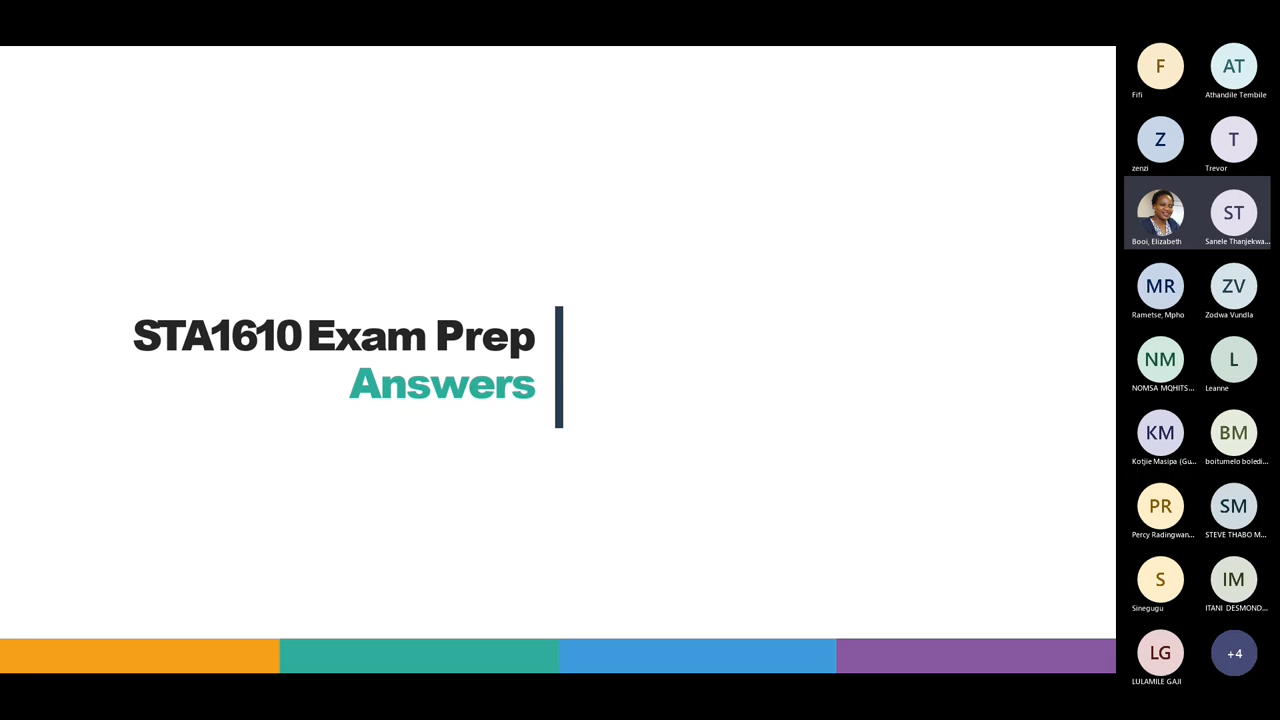 STA1610 Exam Prep
Answers
F
Fifi
AT
Athandile Tembile
Z
zenzi
T
Trevor
Booi, Elizabeth
ST
Sanele Thanjekwa...
MR
Rametse, Mpho
ZV
Zodwa Vundla
NM
NOMSA MQHITS...
L
Leanne
KM
Kotjie Masipa (Gu...
BM
boitumelo boledi...
PR
Percy Radingwan...
SM
STEVE THABO M...
S
Sinegugu
IM
ITANI DESMOND...
LG
LULAMILE GAJI
+4